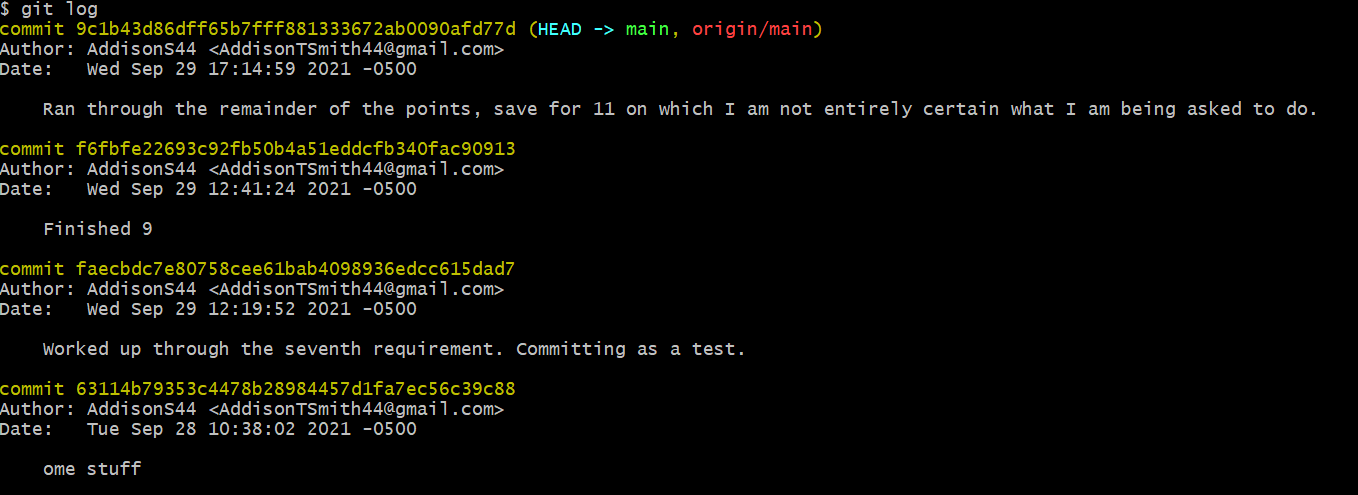 $ git log
commit 9c1b43d86dff65b7fff881333672ab0090afd77d (HEAD -> main, origin/main)
Author: AddisonS44 <AddisonTSmith44@gmail.com>
Date:   Wed Sep 29 17:14:59 2021 -0500
Ran through the remainder of the points, save for 11 on which I am not entirely certain what I am being asked to do.
commit f6fbfe22693c92fb50b4a51eddcfb340fac90913
Author: AddisonS44 <AddisonTSmith44@gmail.com>
Date:   Wed Sep 29 12:41:24 2021 -0500
Finished 9
commit faecbdc7e80758cee61bab4098936edcc615dad7
Author: AddisonS44 <AddisonTSmith44@gmail.com>
Date:   Wed Sep 29 12:19:52 2021 -0500
Worked up through the seventh requirement. Committing as a test.
commit 63114b79353c4478b28984457d1fa7ec56c39c88
Author: AddisonS44 <AddisonTSmith44@gmail.com>
Date:   Tue Sep 28 10:38:02 2021 -0500
ome stuff